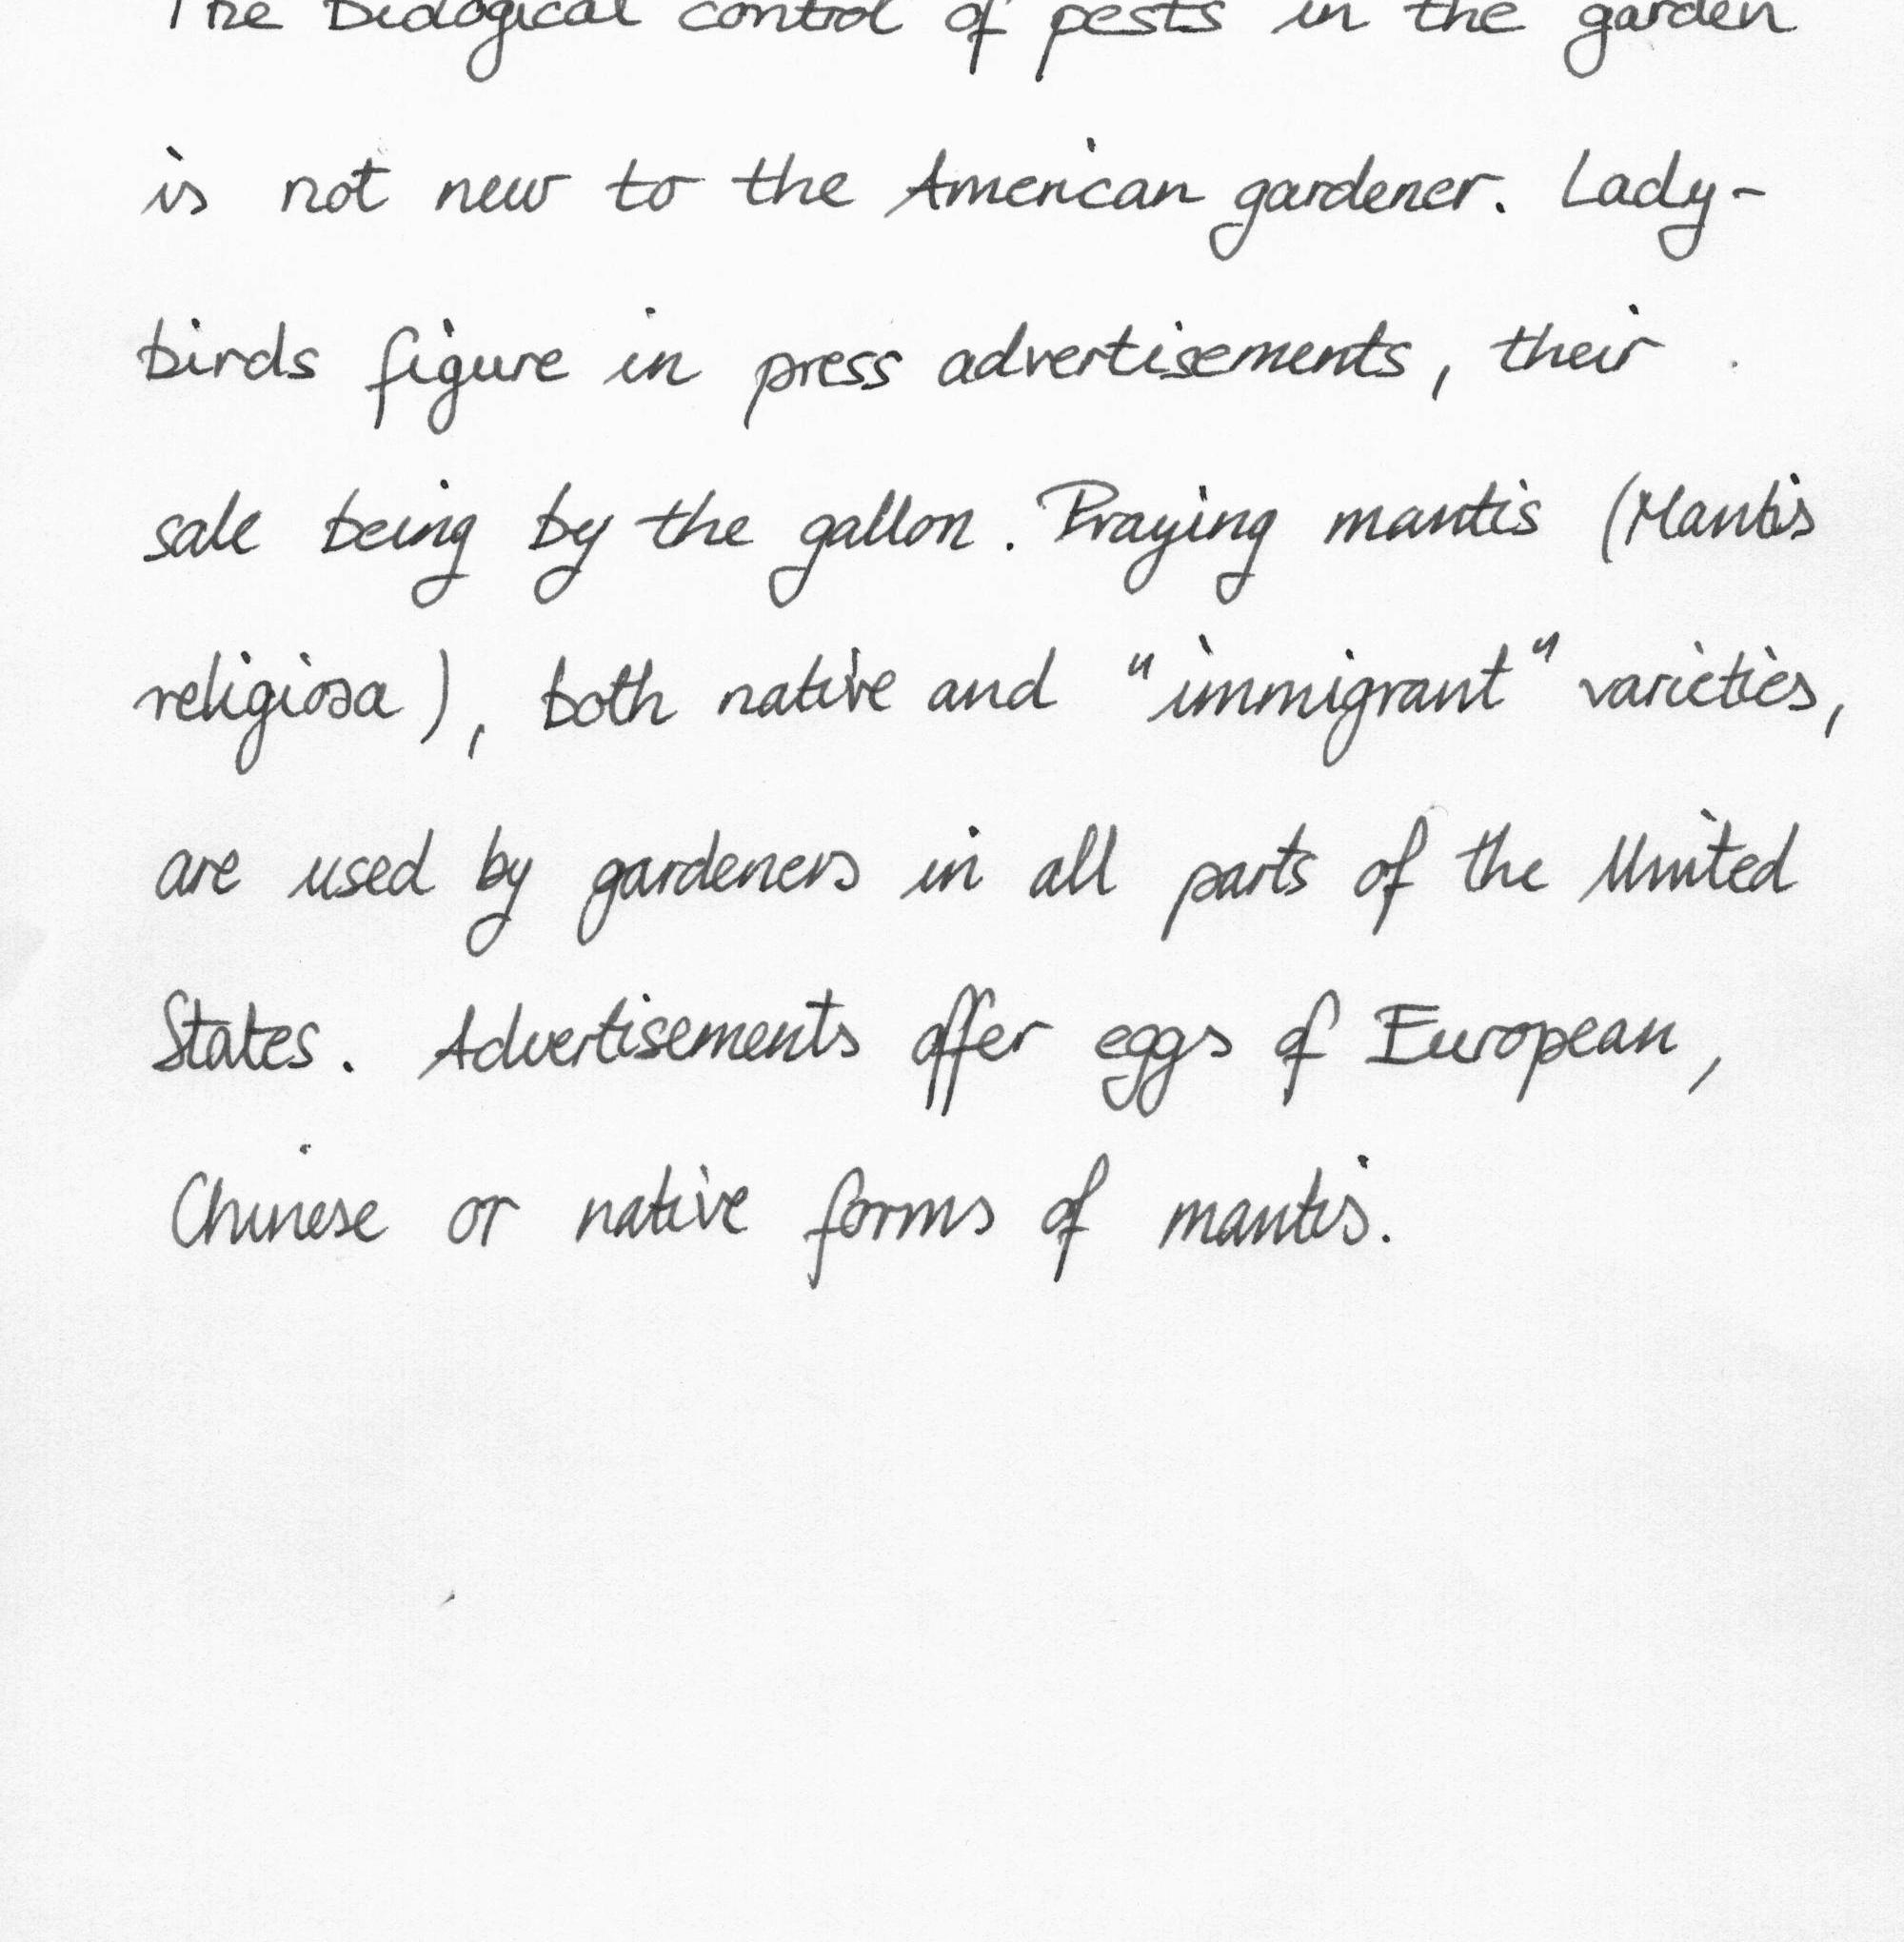 The biological control of pests in the garden
is not new to the American gardener. Lady-
birds figure in press advertisements, their
sale being by the gallon. Praying mantis (Mantis
religiosa), both native and "immigrant" varieties,
are used by gardeners in all parts of the United
States. Advertisements offer eggs of European,
Chinese or native forms of mantis.